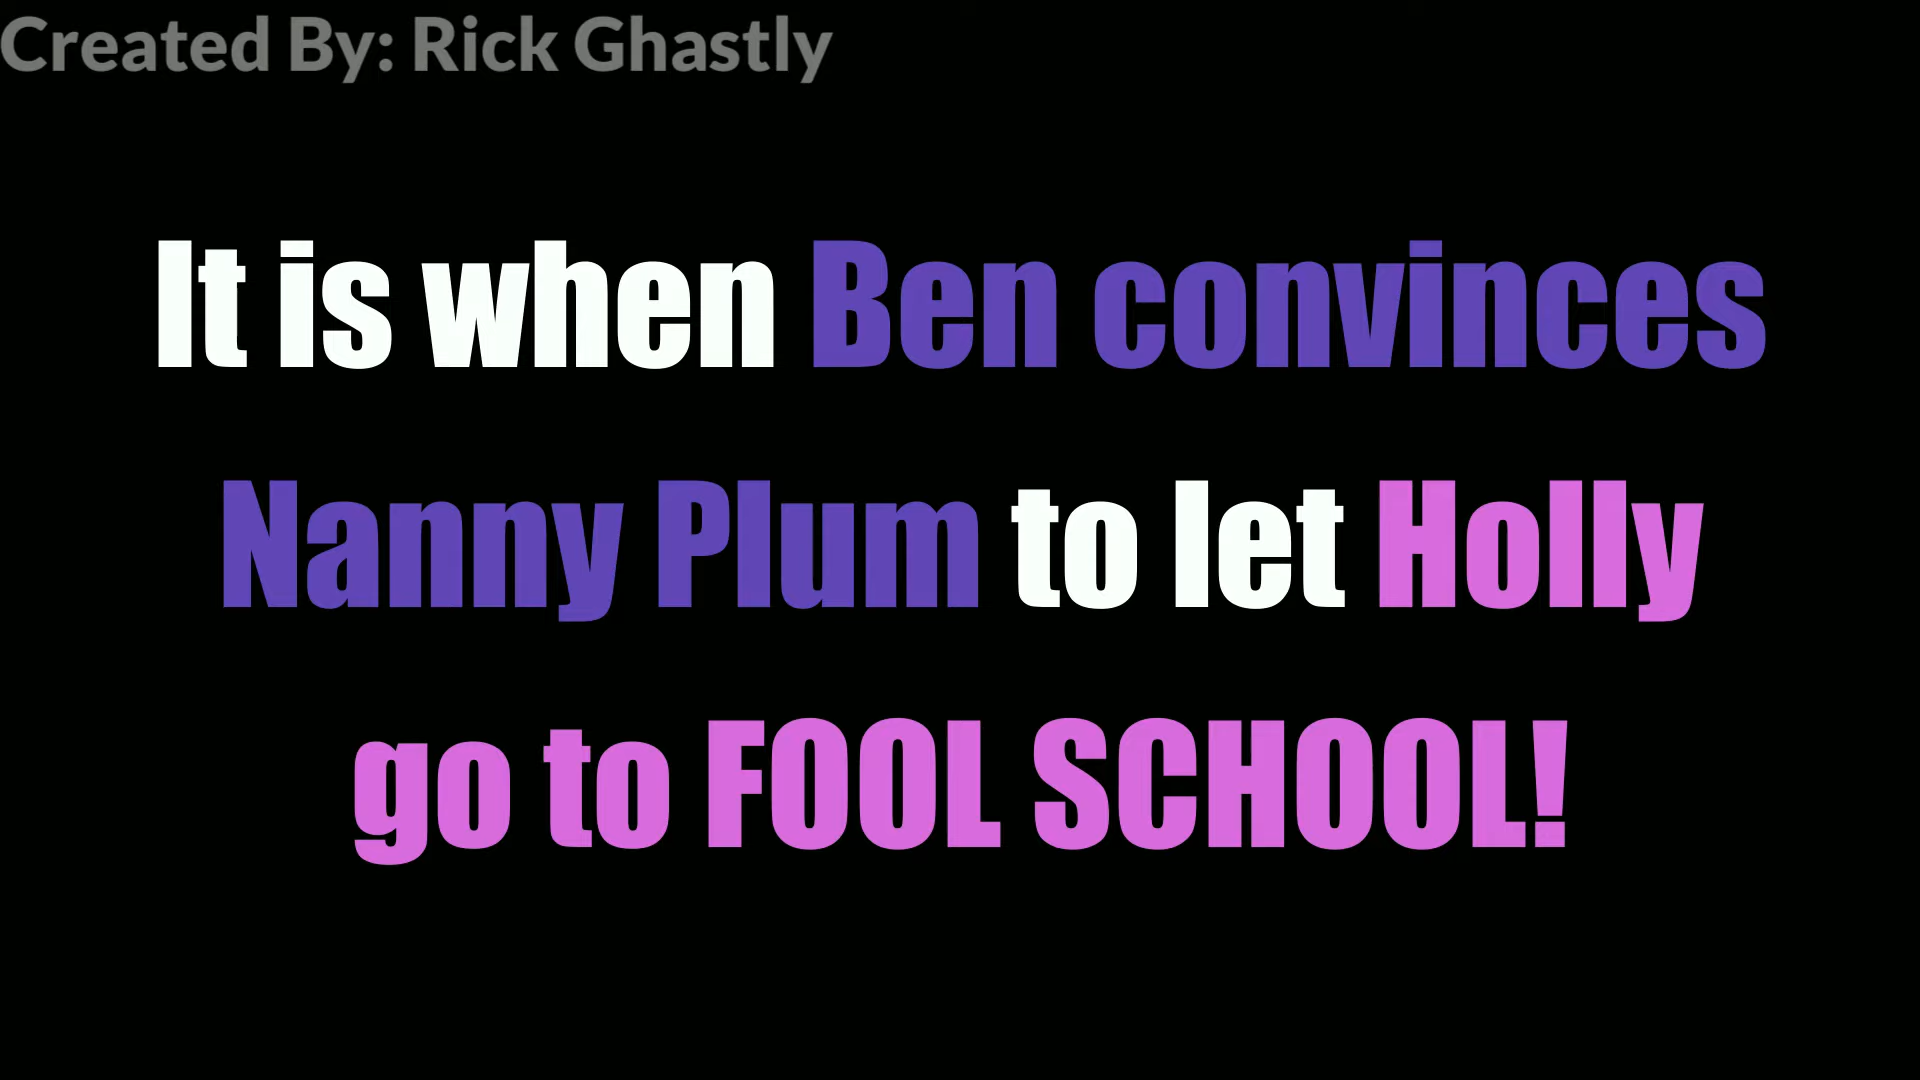 Created By: Rick Ghastly
It is when Ben convinces
Nanny Plum to let Holly
go to FOOL SCHOOL!